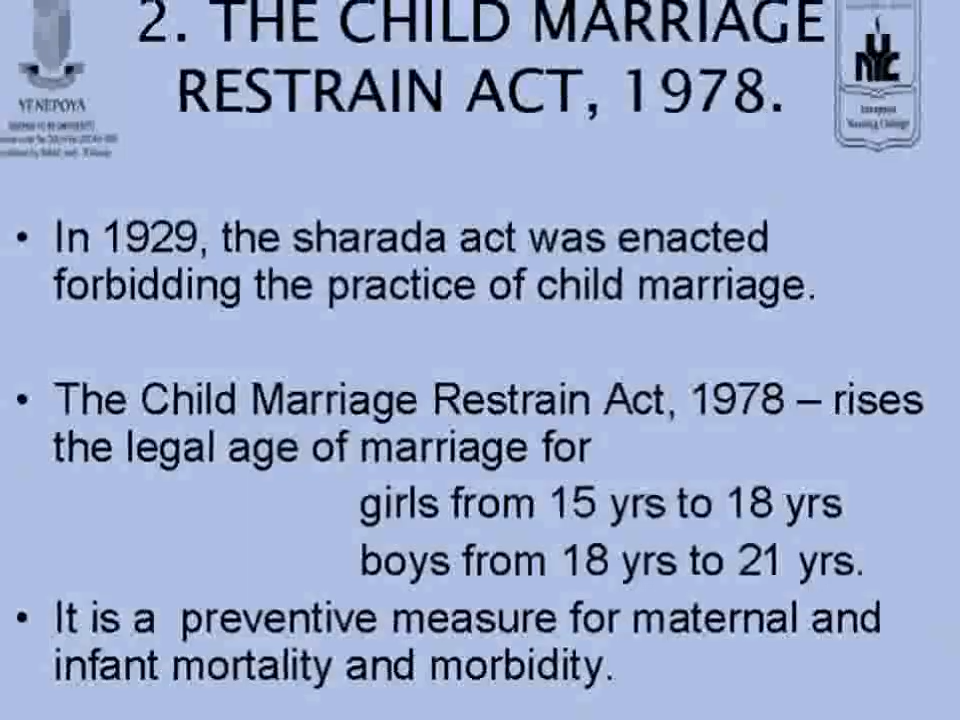 2. THE CHILD MARRIAGE
RESTRAIN ACT, 1978.
YENEPOYA
• In 1929, the sharada act was enacted
forbidding the practice of child marriage.
• The Child Marriage Restrain Act, 1978 – rises
the legal age of marriage for
girls from 15 yrs to 18 yrs
boys from 18 yrs to 21 yrs.
• It is a preventive measure for maternal and
infant mortality and morbidity.